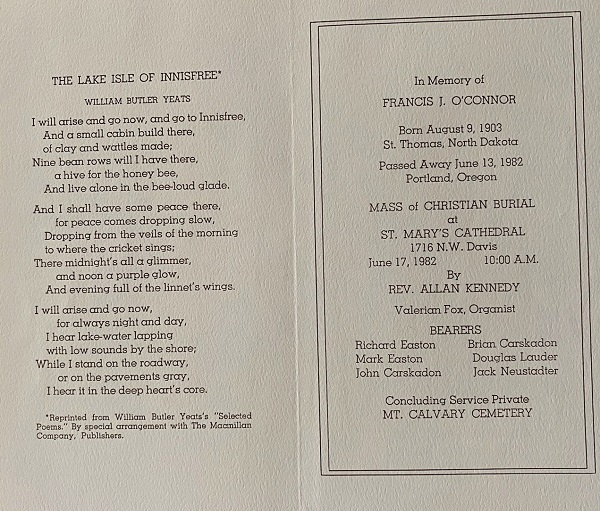 THE LAKE ISLE OF INNISFREE*
WILLIAM BUTLER YEATS
I will arise and go now, and go to Innisfree,
And a small cabin build there,
of clay and wattles made;
Nine bean rows will I have there,
a hive for the honey bee,
And live alone in the bee-loud glade.
And I shall have some peace there,
for peace comes dropping slow,
Dropping from the veils of the morning
to where the cricket sings;
There midnight's all a glimmer,
and noon a purple glow,
And evening full of the linnet's wings.
I will arise and go now,
for always night and day,
I hear lake-water lapping
with low sounds by the shore;
While I stand on the roadway,
or on the pavements gray,
I hear it in the deep heart's core.
*Reprinted from William Butler Yeats's "Selected
Poems." By special arrangement with The Macmillan
Company, Publishers.
In Memory of
FRANCIS J. O'CONNOR
Born August 9, 1903
St. Thomas, North Dakota
Passed Away June 13, 1982
Portland, Oregon
MASS of CHRISTIAN BURIAL
at
ST. MARY'S CATHEDRAL
1716 N.W. Davis
June 17, 1982 10:00 A.M.
By
REV. ALLAN KENNEDY
Valerian Fox, Organist
BEARERS
Richard Easton Brian Carskadon
Mark Easton Douglas Lauder
John Carskadon Jack Neustadter
Concluding Service Private
MT. CALVARY CEMETERY